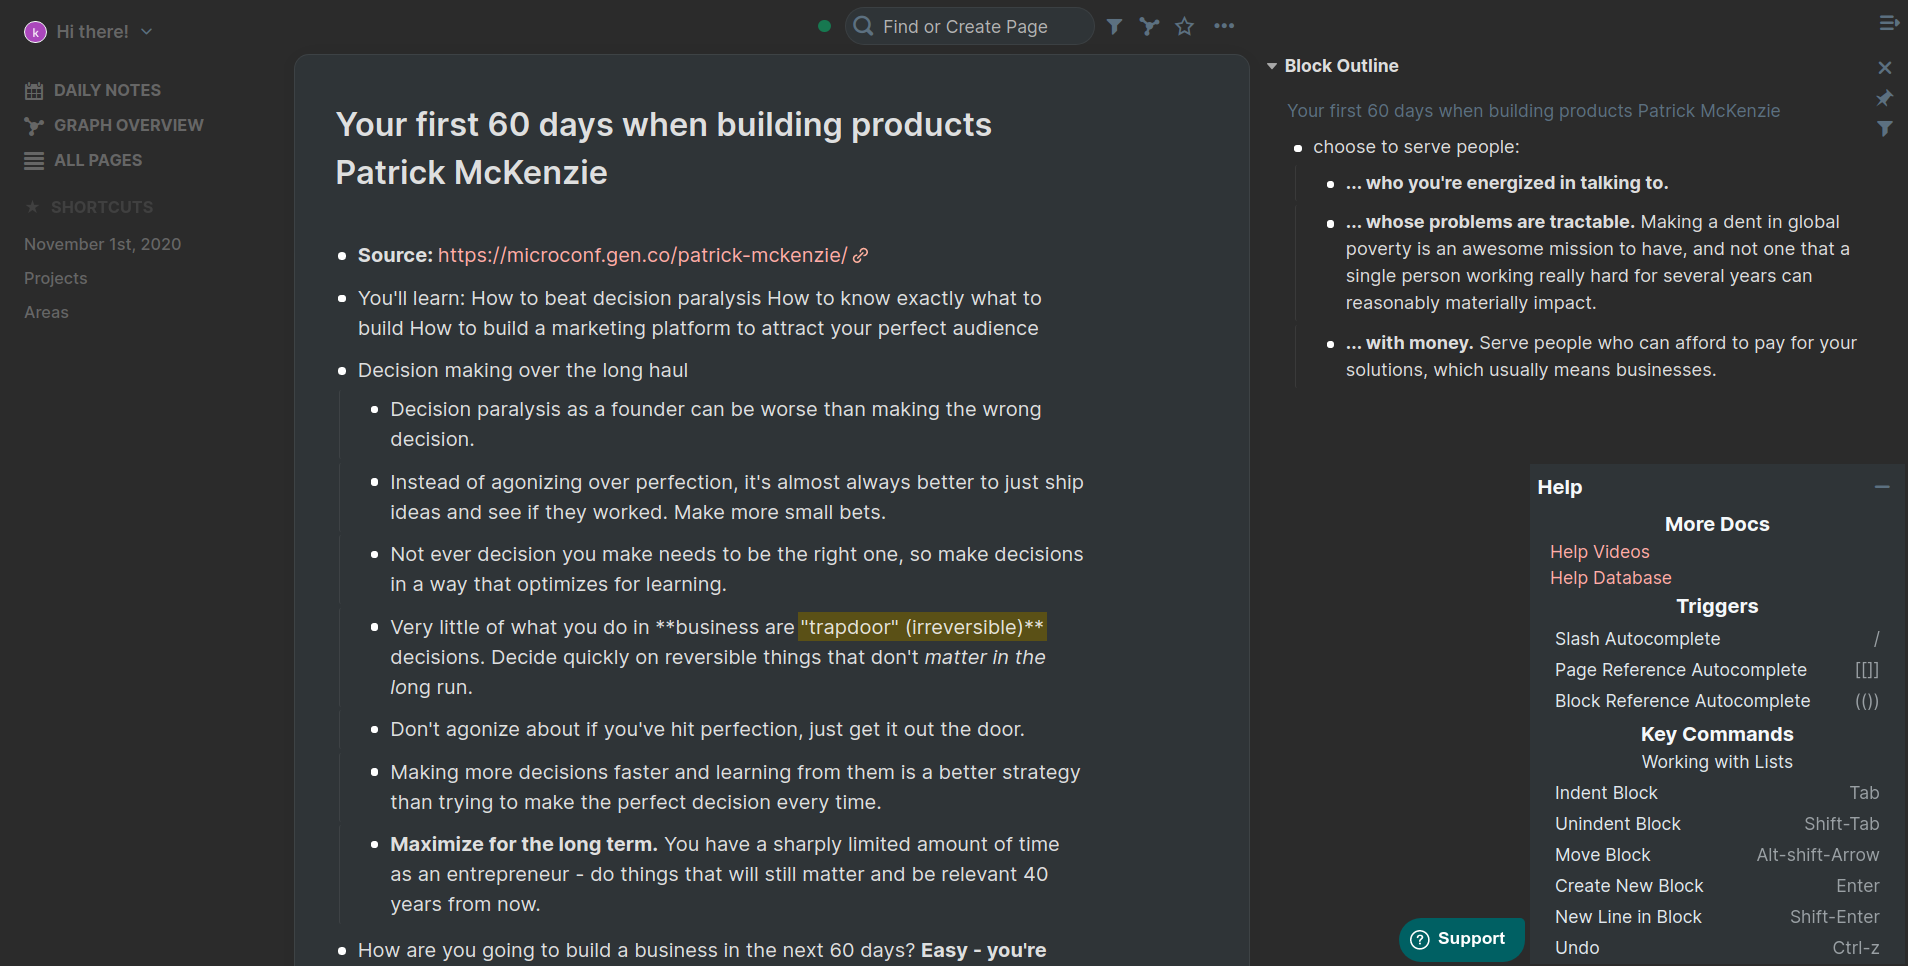 k Hi there!
DAILY NOTES
GRAPH OVERVIEW
ALL PAGES
SHORTCUTS
November 1st, 2020
Projects
Areas
Find or Create Page
Your first 60 days when building products
Patrick McKenzie
Source: https://microconf.gen.co/patrick-mckenzie/
You'll learn: How to beat decision paralysis How to know exactly what to
build How to build a marketing platform to attract your perfect audience
Decision making over the long haul
Decision paralysis as a founder can be worse than making the wrong
decision.
Instead of agonizing over perfection, it's almost always better to just ship
ideas and see if they worked. Make more small bets.
Not ever decision you make needs to be the right one, so make decisions
in a way that optimizes for learning.
Very little of what you do in **business are "trapdoor" (irreversible)**
decisions. Decide quickly on reversible things that don't matter in the
long run.
Don't agonize about if you've hit perfection, just get it out the door.
Making more decisions faster and learning from them is a better strategy
than trying to make the perfect decision every time.
Maximize for the long term. You have a sharply limited amount of time
as an entrepreneur - do things that will still matter and be relevant 40
years from now.
How are you going to build a business in the next 60 days? Easy - you're
Block Outline
Your first 60 days when building products Patrick McKenzie
choose to serve people:
... who you're energized in talking to.
... whose problems are tractable. Making a dent in global
poverty is an awesome mission to have, and not one that a
single person working really hard for several years can
reasonably materially impact.
... with money. Serve people who can afford to pay for your
solutions, which usually means businesses.
Help
More Docs
Help Videos
Help Database
Triggers
Slash Autocomplete /
Page Reference Autocomplete [[]]
Block Reference Autocomplete (())
Key Commands
Working with Lists
Indent Block Tab
Unindent Block Shift-Tab
Move Block Alt-shift-Arrow
Create New Block Enter
New Line in Block Shift-Enter
Undo Ctrl-z
? Support